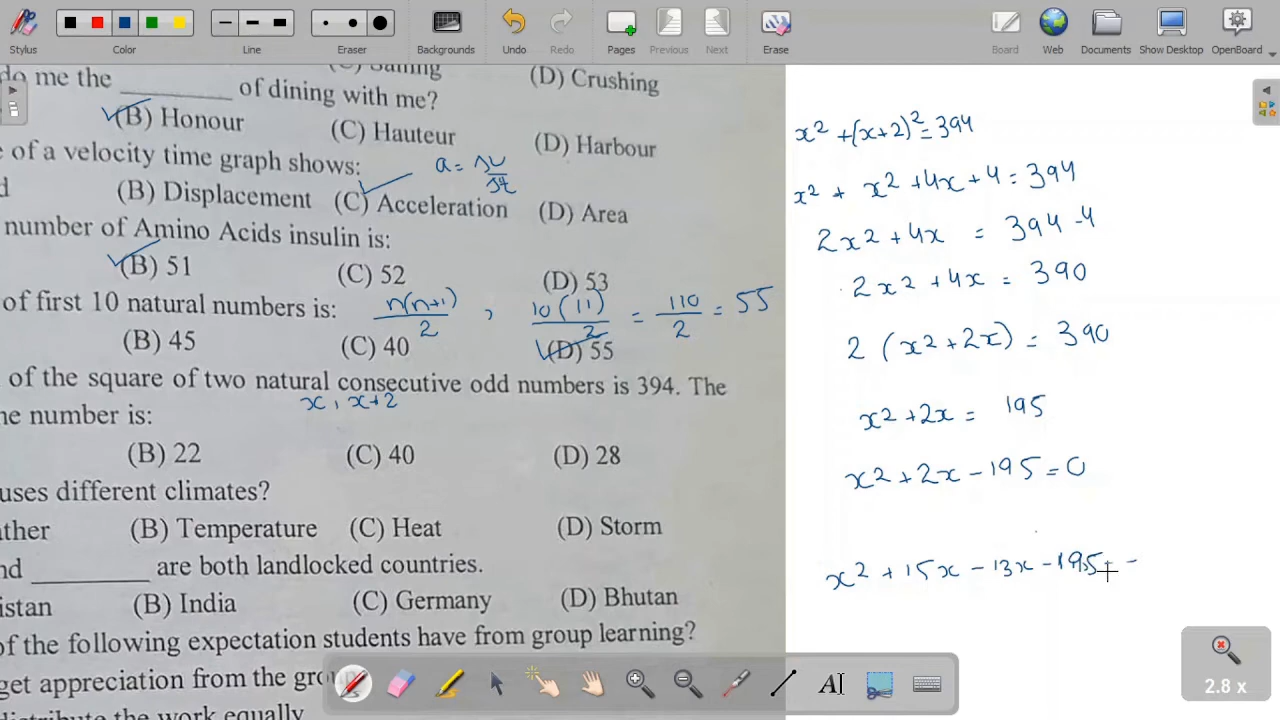 Stylus Color Line Eraser Backgrounds Undo Redo Pages Previous Next Erase Board Web Documents Show Desktop OpenBoard
do me the ________ of dining with me? (D) Crushing
(B) Honour (C) Hauteur (D) Harbour
e of a velocity time graph shows: a =
(B) Displacement (C) Acceleration (D) Area
number of Amino Acids insulin is:
(B) 51 (C) 52 (D) 53
of first 10 natural numbers is: n(n+1)/2 , 10(11)/2 = 110/2 = 55
(B) 45 (C) 40 (D) 55
of the square of two natural consecutive odd numbers is 394. The
x, x+2
ne number is:
(B) 22 (C) 40 (D) 28
uses different climates?
ther (B) Temperature (C) Heat (D) Storm
nd ________ are both landlocked countries.
istan (B) India (C) Germany (D) Bhutan
of the following expectation students have from group learning?
get appreciation from the gro
distribute the work equally
x² + (x+2)² = 394
x² + x² + 4x + 4 = 394
2x² + 4x = 394 - 4
2x² + 4x = 390
2 (x² + 2x) = 390
x² + 2x = 195
x² + 2x - 195 = 0
x² + 15x - 13x - 195 -
2.8 x